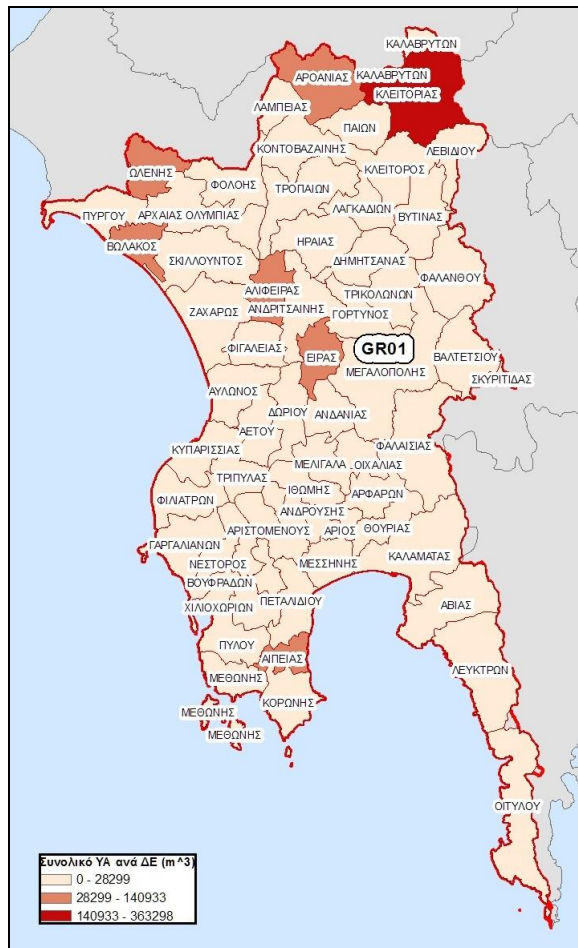 ΚΑΛΑΒΡΥΤΩΝ
ΑΡΟΑΝΙΑΣ
ΚΑΛΑΒΡΥΤΩΝ
ΚΛΕΙΤΟΡΙΑΣ
ΛΑΜΠΕΙΑΣ
ΠΑΙΩΝ
ΚΟΝΤΟΒΑΖΑΙΝΗΣ
ΛΕΒΙΔΙΟΥ
ΩΛΕΝΗΣ
ΚΛΕΙΤΟΡΟΣ
ΦΟΛΟΗΣ
ΤΡΟΠΑΙΩΝ
ΛΑΓΚΑΔΙΩΝ
ΠΥΡΓΟΥ
ΑΡΧΑΙΑΣ ΟΛΥΜΠΙΑΣ
ΒΥΤΙΝΑΣ
ΒΩΛΑΚΟΣ
ΗΡΑΙΑΣ
ΣΚΙΛΛΟΥΝΤΟΣ
ΔΗΜΗΤΣΑΝΑΣ
ΦΑΛΑΝΘΟΥ
ΑΛΙΦΕΙΡΑΣ
ΤΡΙΚΟΛΩΝΩΝ
ΖΑΧΑΡΩΣ
ΑΝΔΡΙΤΣΑΙΝΗΣ
ΓΟΡΤΥΝΟΣ
ΦΙΓΑΛΕΙΑΣ
ΕΙΡΑΣ
GR01
ΒΑΛΤΕΤΣΙΟΥ
ΜΕΓΑΛΟΠΟΛΗΣ
ΣΚΥΡΙΤΙΔΑΣ
ΑΥΛΩΝΟΣ
ΔΩΡΙΟΥ
ΑΝΔΑΝΙΑΣ
ΑΕΤΟΥ
ΚΥΠΑΡΙΣΣΙΑΣ
ΦΑΛΑΙΣΙΑΣ
ΜΕΛΙΓΑΛΑ
ΟΙΧΑΛΙΑΣ
ΤΡΙΠΥΛΑΣ
ΙΘΩΜΗΣ
ΑΡΦΑΡΩΝ
ΦΙΛΙΑΤΡΩΝ
ΑΝΔΡΟΥΣΗΣ
ΑΡΙΣΤΟΜΕΝΟΥΣ
ΑΡΙΟΣ
ΘΟΥΡΙΑΣ
ΓΑΡΓΑΛΙΑΝΩΝ
ΚΑΛΑΜΑΤΑΣ
ΝΕΣΤΟΡΟΣ
ΜΕΣΣΗΝΗΣ
ΒΟΥΦΡΑΔΩΝ
ΠΕΤΑΛΙΔΙΟΥ
ΧΙΛΙΟΧΩΡΙΩΝ
ΑΒΙΑΣ
ΠΥΛΟΥ
ΑΙΠΕΙΑΣ
ΛΕΥΚΤΡΩΝ
ΜΕΘΩΝΗΣ
ΚΟΡΩΝΗΣ
ΜΕΘΩΝΗΣ
ΜΕΘΩΝΗΣ
ΟΙΤΥΛΟΥ
Συνολικό ΥΑ ανά ΔΕ (m^3)
0 - 28299
28299 - 140933
140933 - 363298